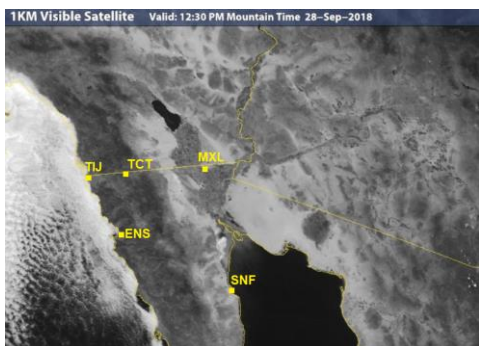 1KM Visible Satellite Valid: 12:30 PM Mountain Time 28-Sep-2018
MXL
TIJ
TCT
ENS
SNF